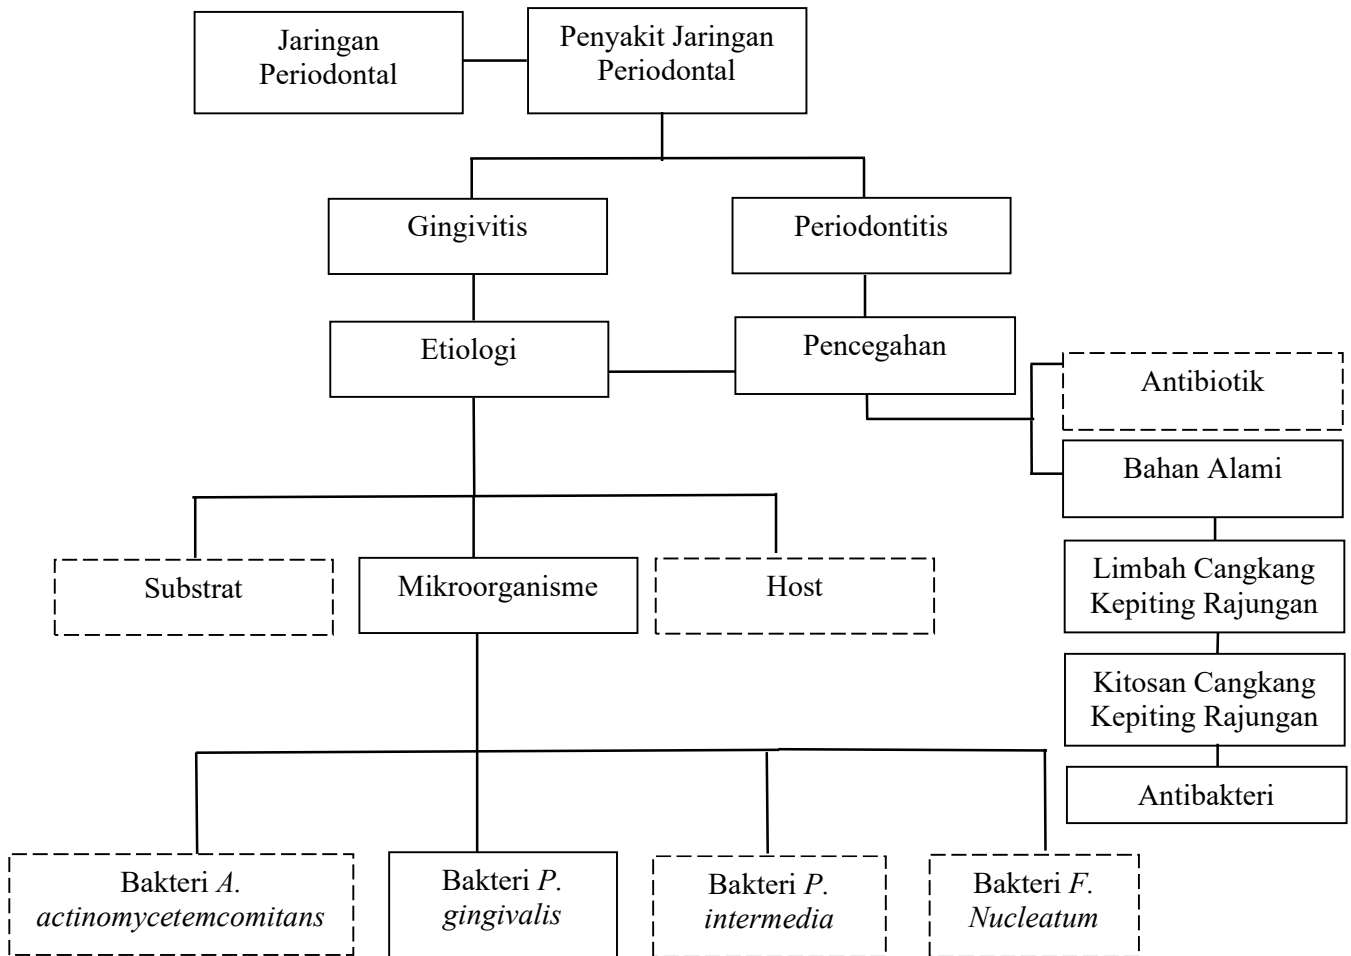 Jaringan
Periodontal
Penyakit Jaringan
Periodontal
Gingivitis
Periodontitis
Etiologi
Pencegahan
Antibiotik
Bahan Alami
Substrat
Mikroorganisme
Host
Limbah Cangkang
Kepiting Rajungan
Kitosan Cangkang
Kepiting Rajungan
Antibakteri
Bakteri A.
actinomycetemcomitans
Bakteri P.
gingivalis
Bakteri P.
intermedia
Bakteri F.
Nucleatum